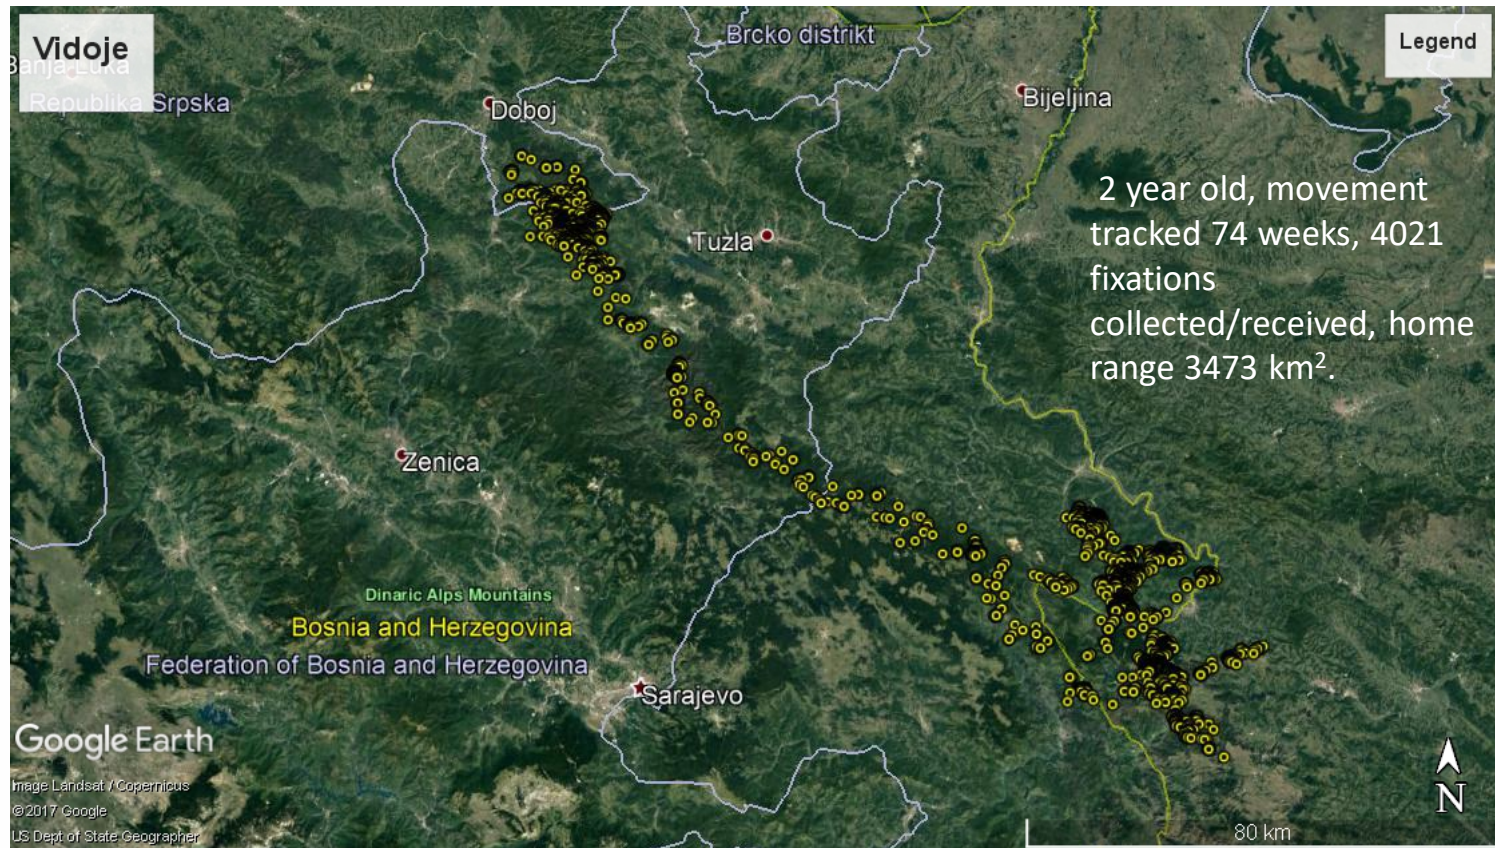 Vidoje
Banja Luka
Republika Srpska
Brcko distrikt
Legend
Doboj
Bijeljina
2 year old, movement
tracked 74 weeks, 4021
fixations
collected/received, home
range 3473 km².
Tuzla
Zenica
Dinaric Alps Mountains
Bosnia and Herzegovina
Federation of Bosnia and Herzegovina
Sarajevo
Google Earth
Image Landsat / Copernicus
©2017 Google
US Dept of State Geographer
N
80 km